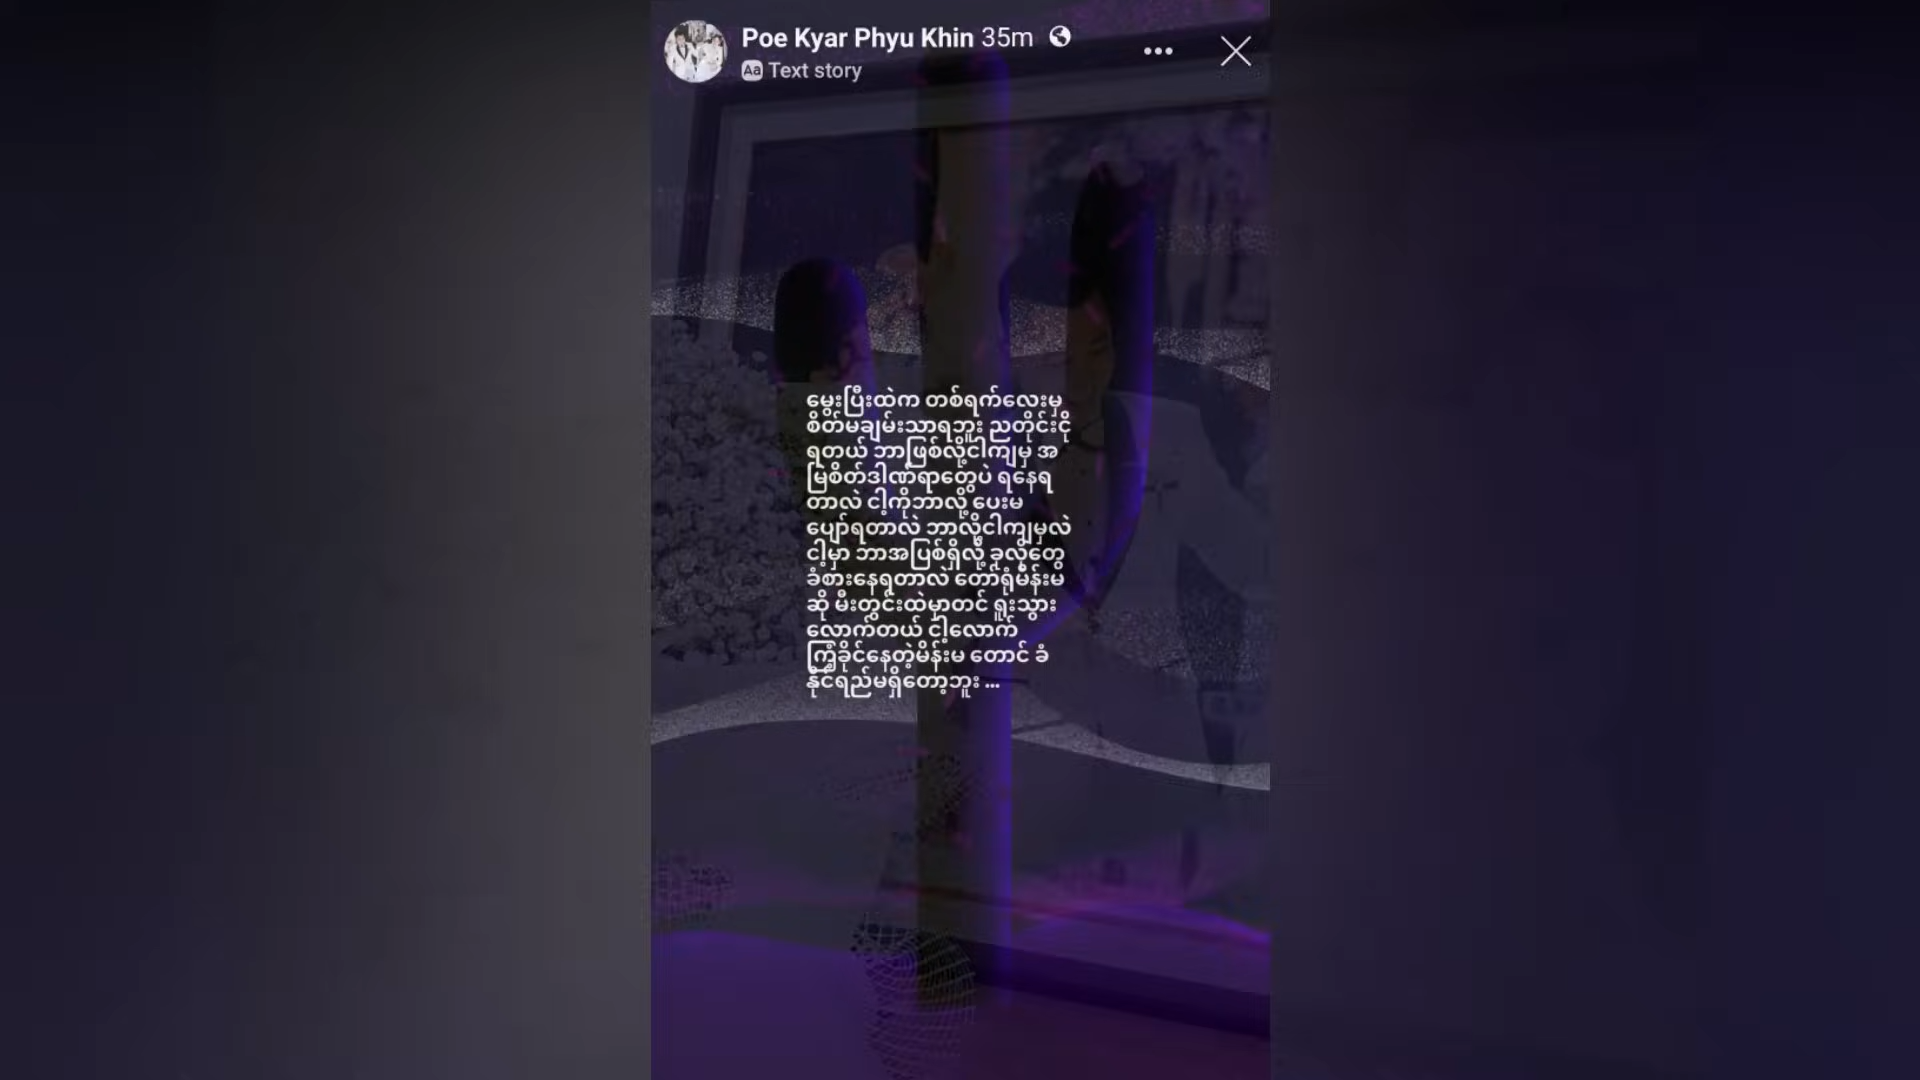 Poe Kyar Phyu Khin 35m
Aa Text story
မွေးပြီးထဲက တစ်ရက်လေးမှ
စိတ်မချမ်းသာရဘူး ညတိုင်းငို
ရတယ် ဘာဖြစ်လို့ငါကျမှ အ
မြဲစိတ်ဒါဏ်ရာတွေပဲ ရနေရ
တာလဲ ငါ့ကိုဘာလို့ ပေးမ
ပျော်ရတာလဲ ဘာလို့ငါကျမှလဲ
ငါ့မှာ ဘာအပြစ်ရှိလို့ ခုလိုတွေ
ခံစားနေရတာလဲ တော်ရုံမိန်းမ
ဆို မီးတွင်းထဲမှာတင် ရူးသွား
လောက်တယ် ငါ့လောက်
ကြံ့ခိုင်နေတဲ့မိန်းမ တောင် ခံ
နိုင်ရည်မရှိတော့ဘူး ...